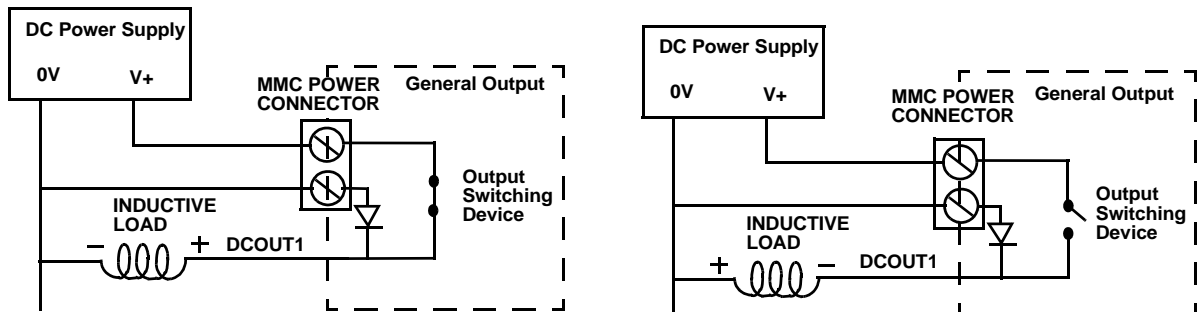 DC Power Supply
0V V+
MMC POWER
CONNECTOR
General Output
Output
Switching
Device
INDUCTIVE
LOAD
− +
DCOUT1
DC Power Supply
0V V+
MMC POWER
CONNECTOR
General Output
Output
Switching
Device
INDUCTIVE
LOAD
+ −
DCOUT1